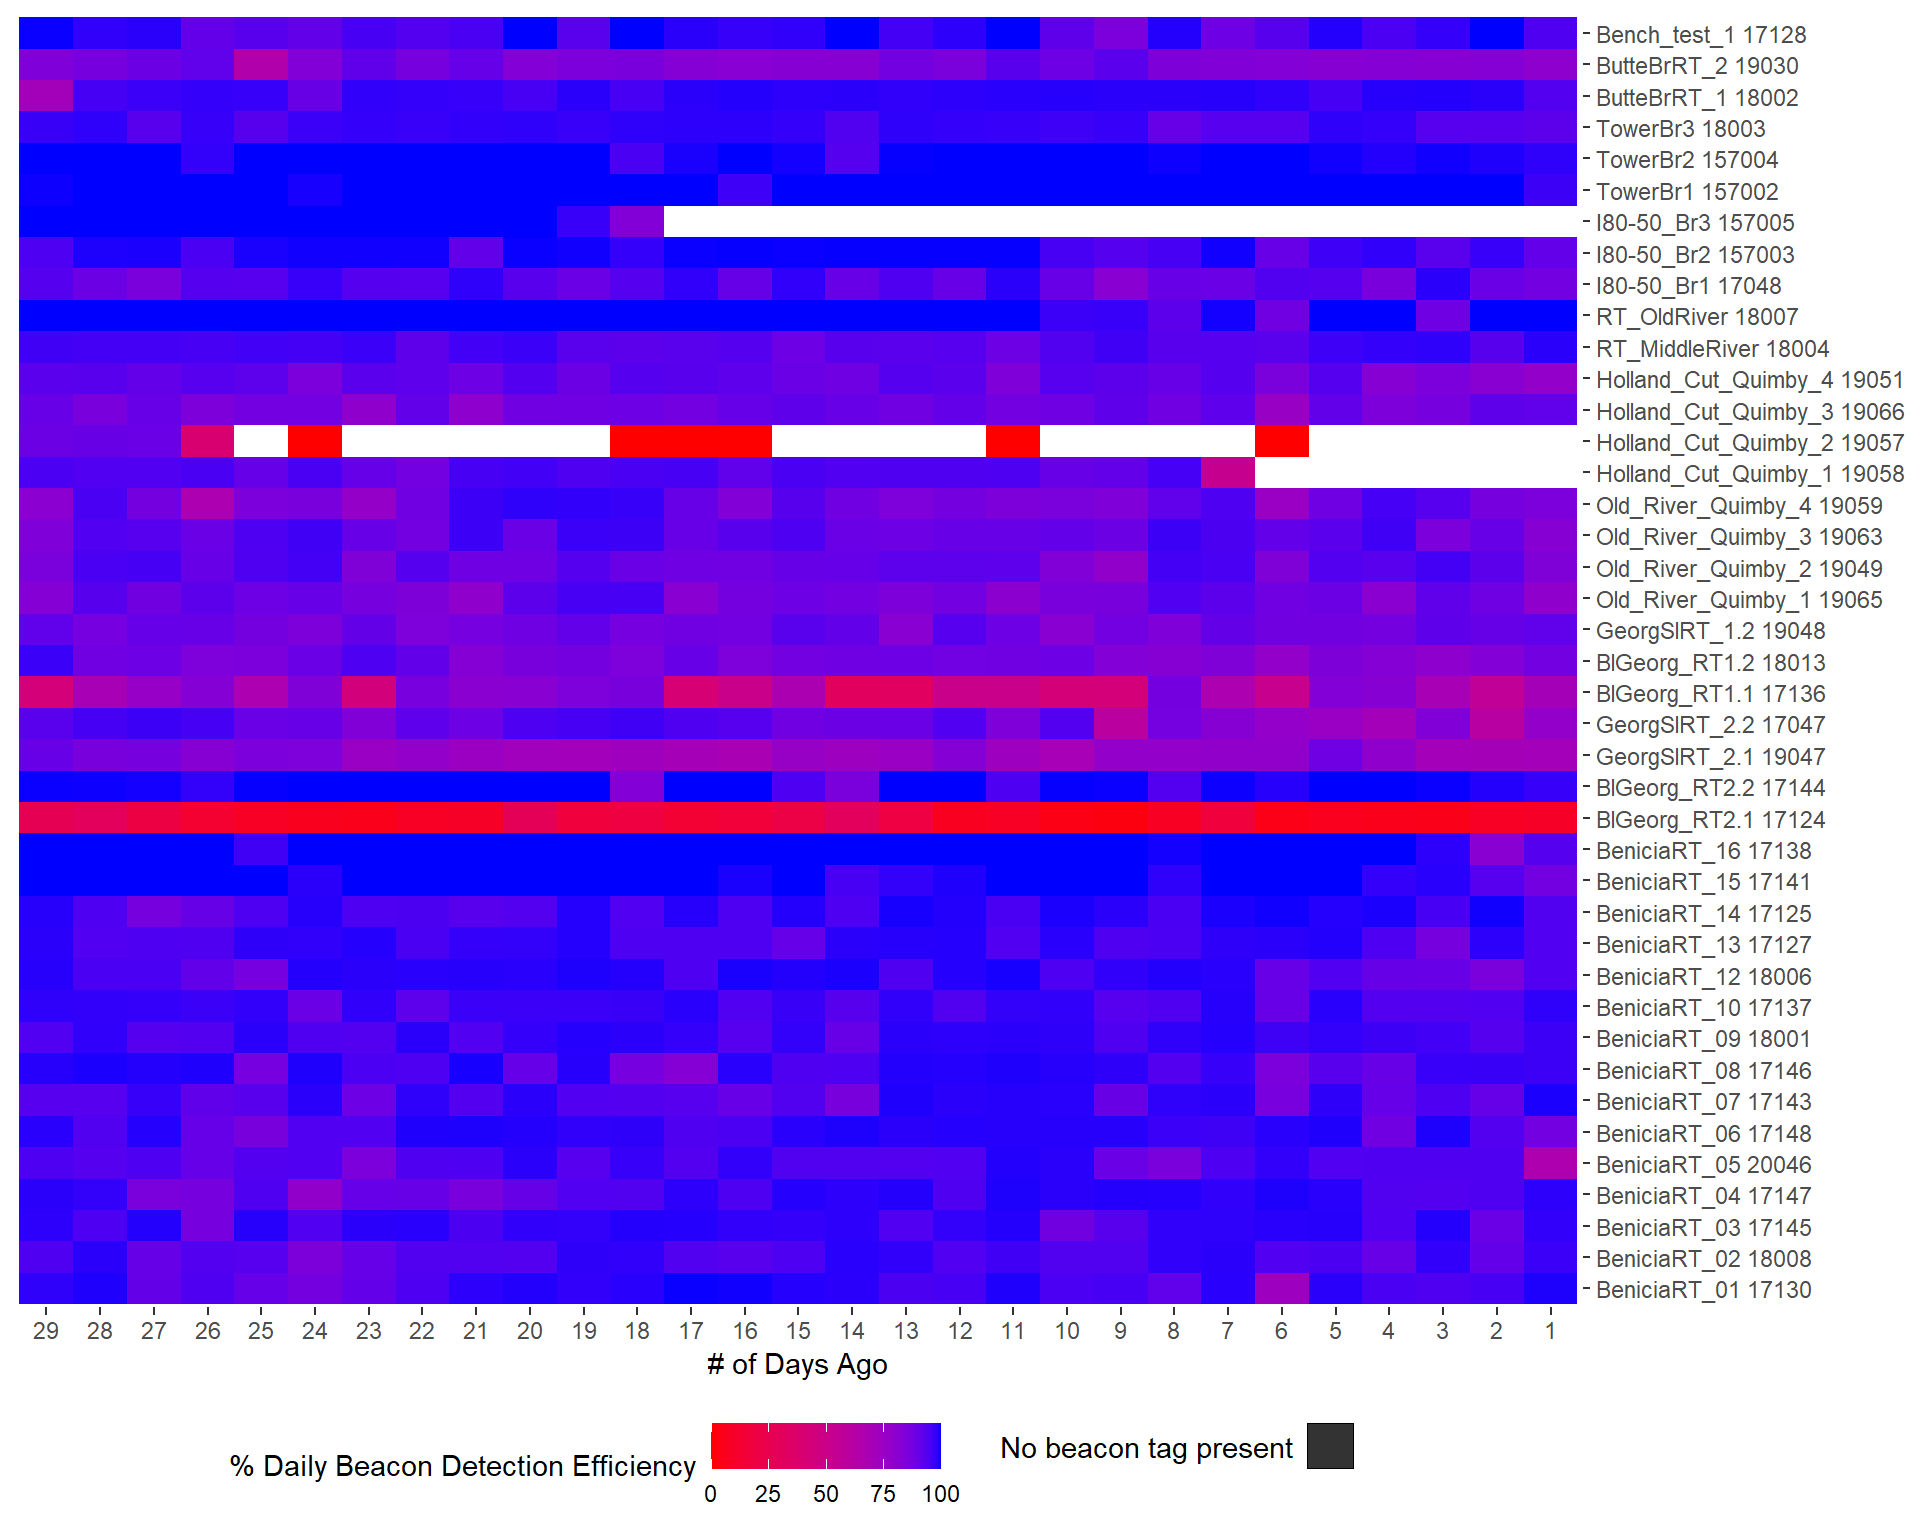 Bench_test_1 17128
ButteBrRT_2 19030
ButteBrRT_1 18002
TowerBr3 18003
TowerBr2 157004
TowerBr1 157002
I80-50_Br3 157005
I80-50_Br2 157003
I80-50_Br1 17048
RT_OldRiver 18007
RT_MiddleRiver 18004
Holland_Cut_Quimby_4 19051
Holland_Cut_Quimby_3 19066
Holland_Cut_Quimby_2 19057
Holland_Cut_Quimby_1 19058
Old_River_Quimby_4 19059
Old_River_Quimby_3 19063
Old_River_Quimby_2 19049
Old_River_Quimby_1 19065
GeorgSlRT_1.2 19048
BlGeorg_RT1.2 18013
BlGeorg_RT1.1 17136
GeorgSlRT_2.2 17047
GeorgSlRT_2.1 19047
BlGeorg_RT2.2 17144
BlGeorg_RT2.1 17124
BeniciaRT_16 17138
BeniciaRT_15 17141
BeniciaRT_14 17125
BeniciaRT_13 17127
BeniciaRT_12 18006
BeniciaRT_10 17137
BeniciaRT_09 18001
BeniciaRT_08 17146
BeniciaRT_07 17143
BeniciaRT_06 17148
BeniciaRT_05 20046
BeniciaRT_04 17147
BeniciaRT_03 17145
BeniciaRT_02 18008
BeniciaRT_01 17130
29 28 27 26 25 24 23 22 21 20 19 18 17 16 15 14 13 12 11 10 9 8 7 6 5 4 3 2 1
# of Days Ago
% Daily Beacon Detection Efficiency
0 25 50 75 100
No beacon tag present